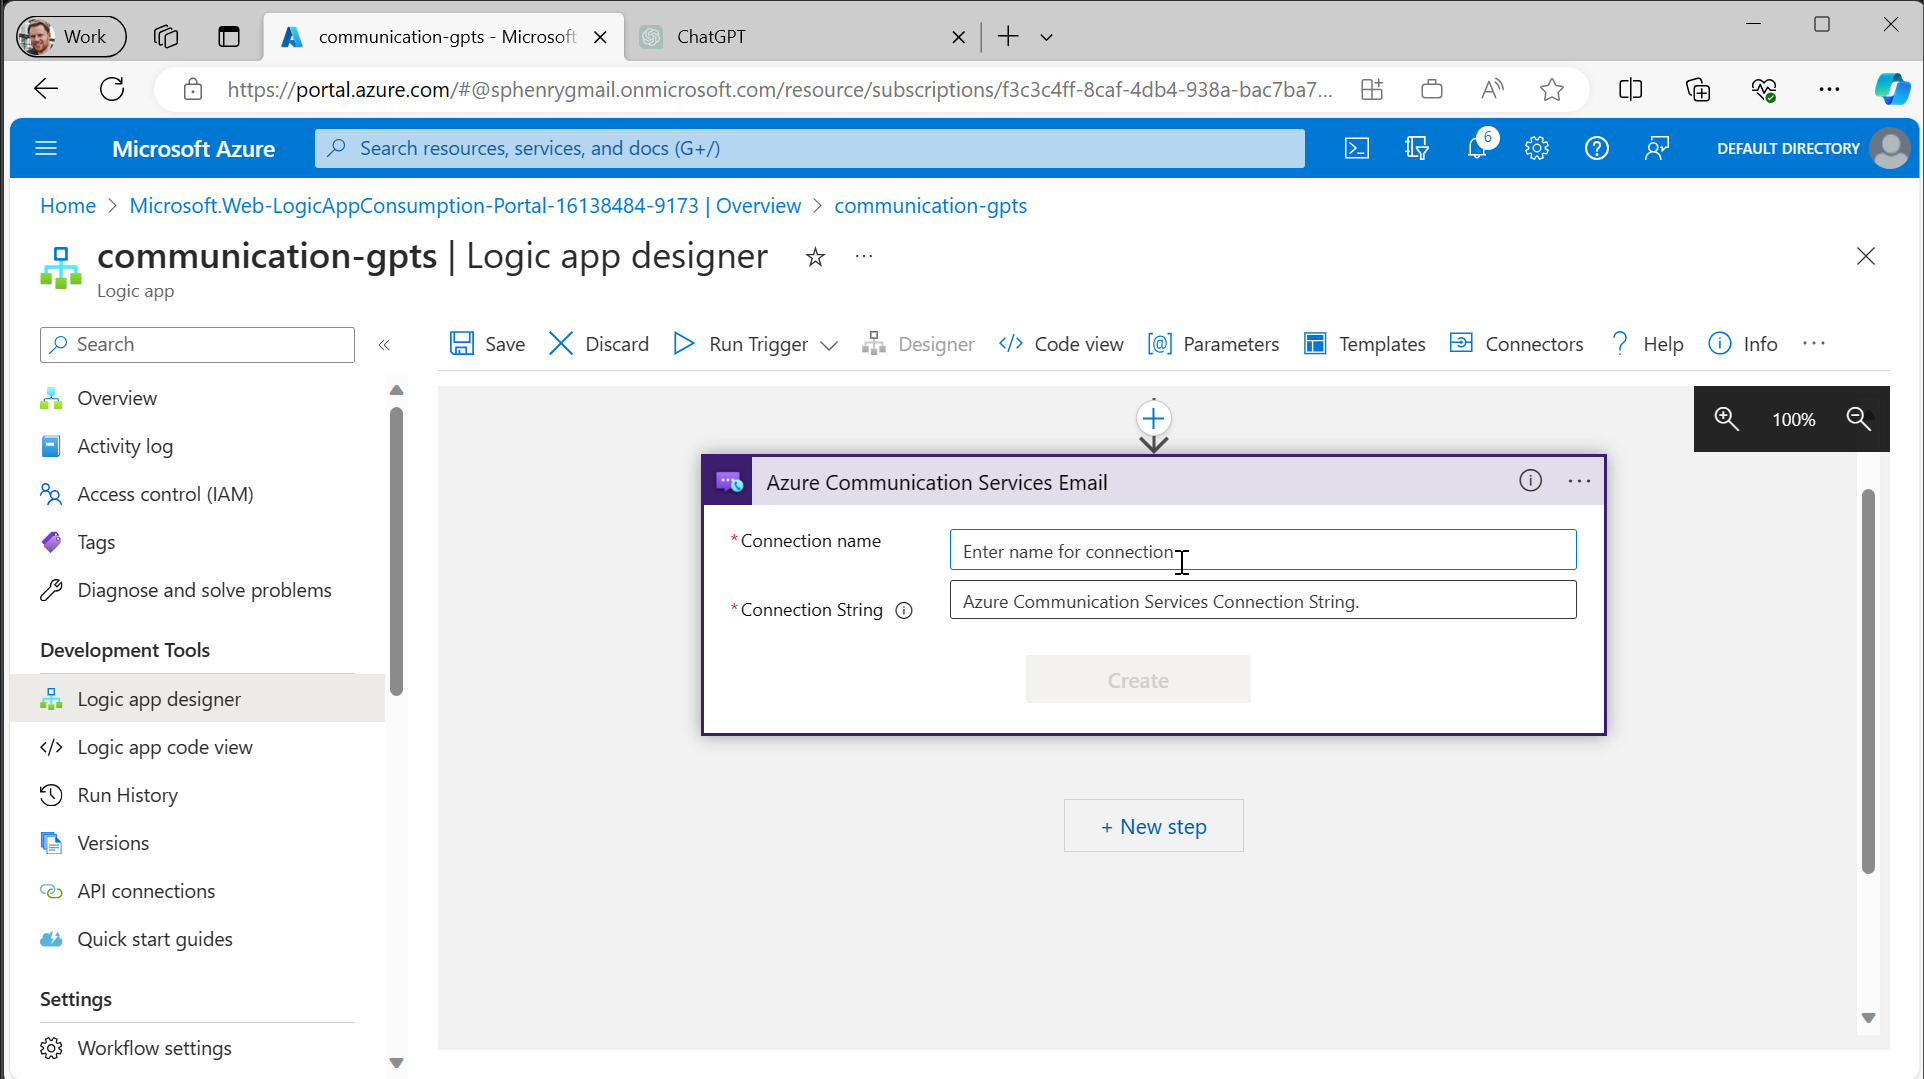 Work
communication-gpts - Microsoft
ChatGPT
https://portal.azure.com/#@sphenrygmail.onmicrosoft.com/resource/subscriptions/f3c3c4ff-8caf-4db4-938a-bac7ba7...
Microsoft Azure
Search resources, services, and docs (G+/)
6
DEFAULT DIRECTORY
Home > Microsoft.Web-LogicAppConsumption-Portal-16138484-9173 | Overview > communication-gpts
communication-gpts | Logic app designer
Logic app
Search
Save
Discard
Run Trigger
Designer
Code view
Parameters
Templates
Connectors
Help
Info
Overview
Activity log
Access control (IAM)
Tags
Diagnose and solve problems
Development Tools
Logic app designer
Logic app code view
Run History
Versions
API connections
Quick start guides
Settings
Workflow settings
100%
Azure Communication Services Email
*Connection name
Enter name for connection
*Connection String
Azure Communication Services Connection String.
Create
+ New step